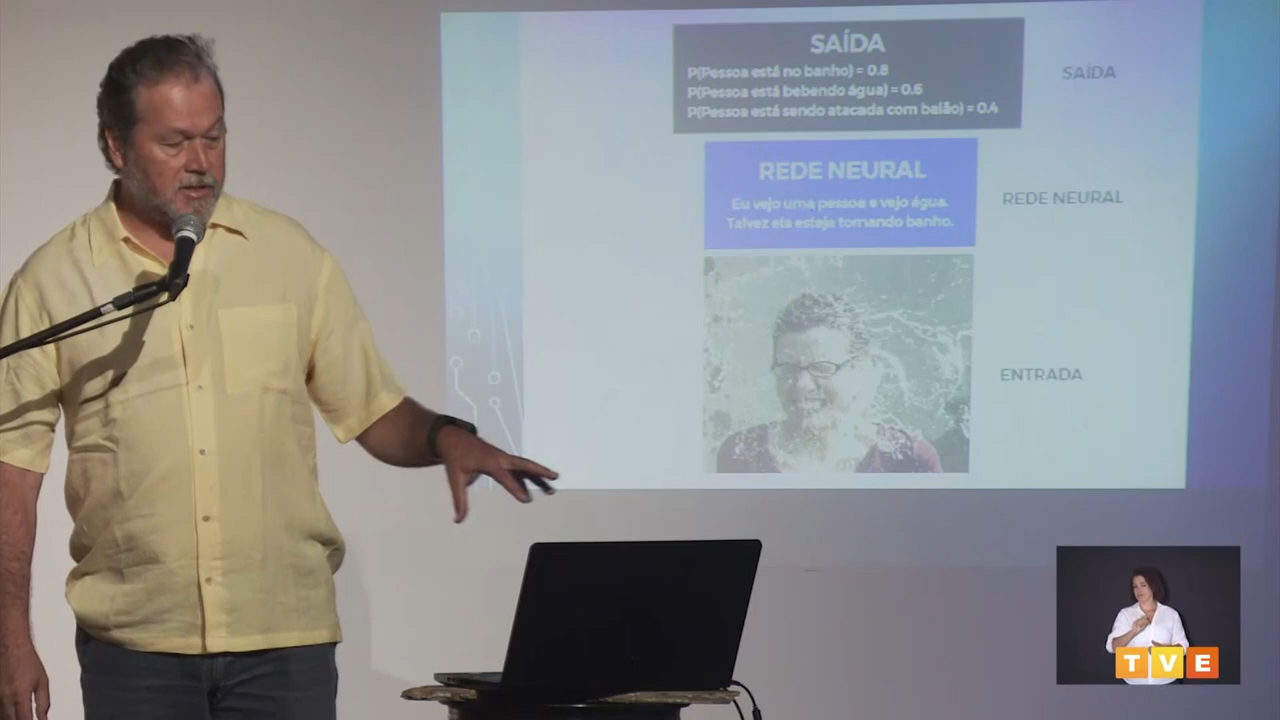 SAÍDA
P(Pessoa está no banho) = 0.8
P(Pessoa está bebendo água) = 0.6
P(Pessoa está sendo atacada com balão) = 0.4
SAÍDA
REDE NEURAL
Eu vejo uma pessoa e vejo água.
Talvez ela esteja tomando banho.
REDE NEURAL
ENTRADA
TVE